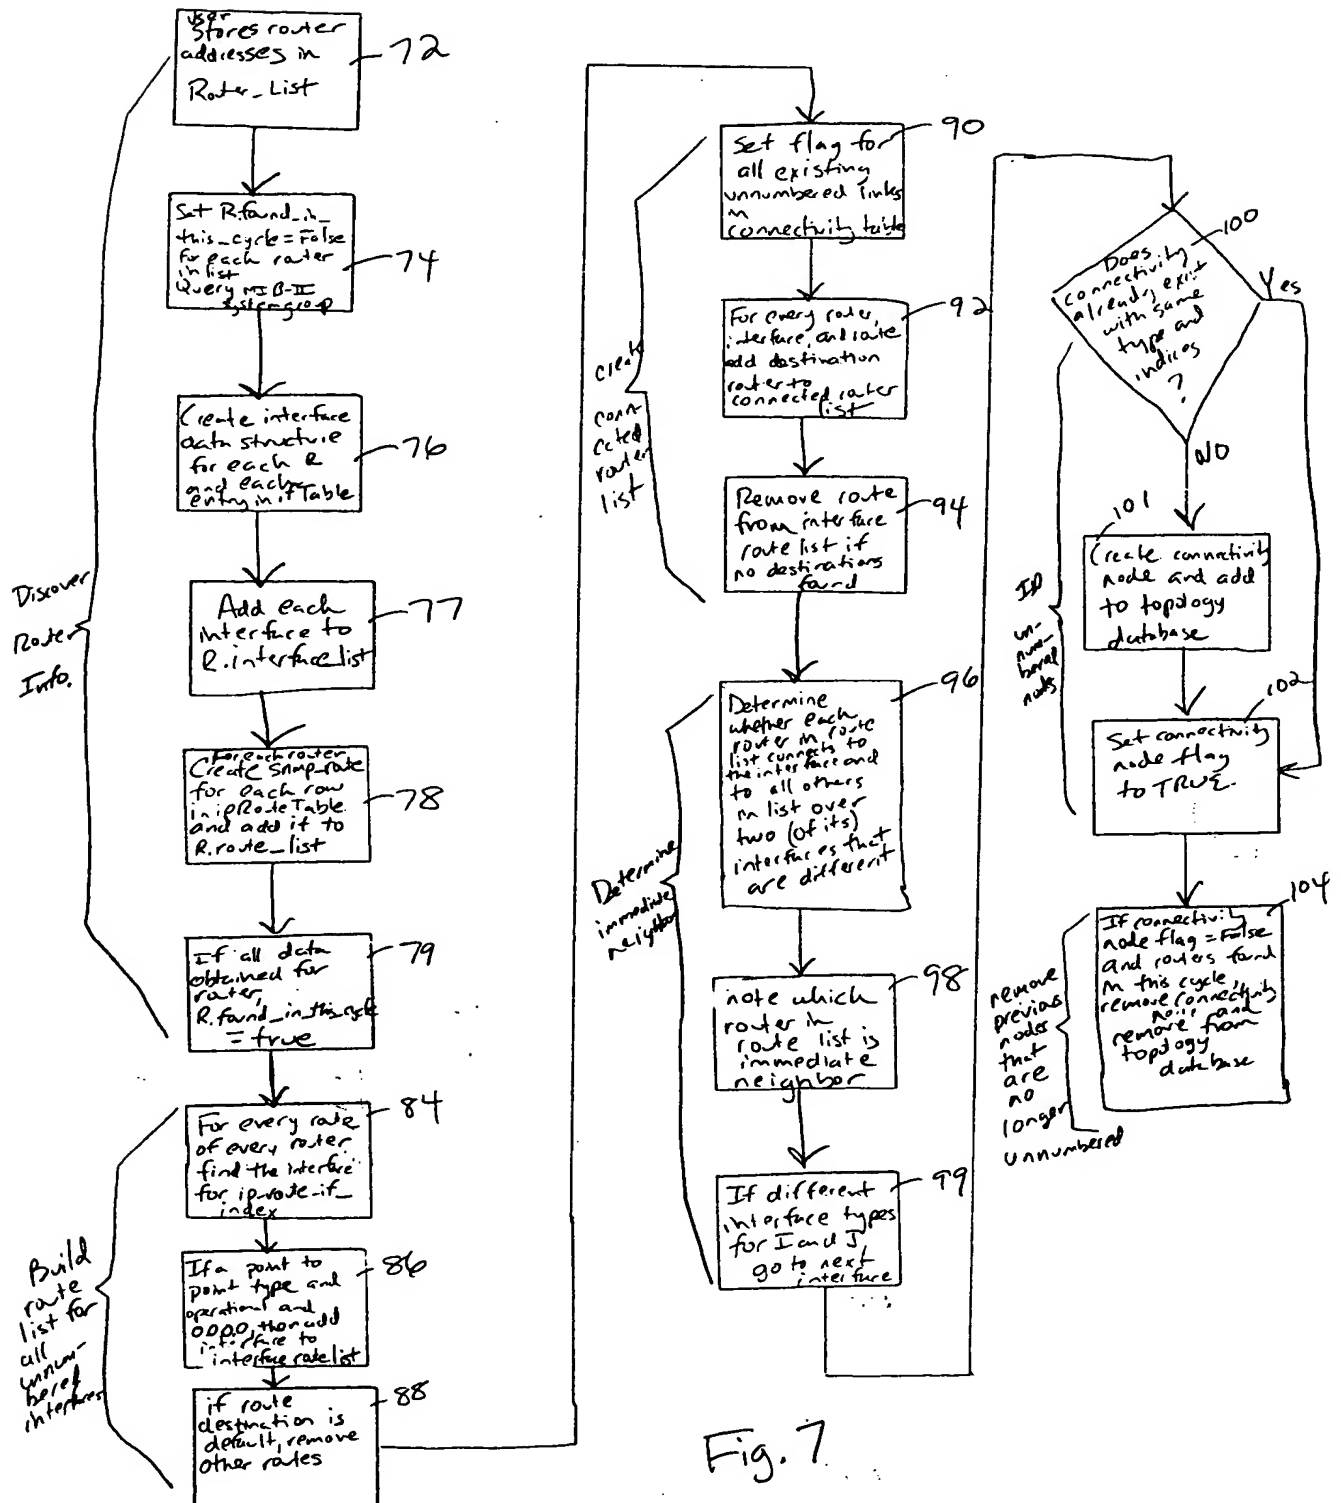 user
Stores router
addresses in
Router_List
72
Set R.found_in_
this_cycle = False
for each router
in list
Query MIB-II
system group
74
Create interface
data structure
for each R
and each
entry in if Table
76
Add each
interface to
R.interface list
77
For each router
Create snmp_route
for each row
in ipRouteTable
and add it to
R.route_list
78
If all data
obtained for
router,
R.found_in_this_cycle
= true
79
Discover
Router
Info.
For every route
of every router
find the interface
for ip_route_if_
index
84
If a point to
point type and
operational and
0.0.0.0, then add
interface to
interface route list
86
if route
destination is
default, remove
other routes
88
Build
route
list for
all
unnum-
bered
interfaces
Set flag for
all existing
unnumbered links
in
connectivity table
90
For every router,
interface, and route
add destination
router to
connected router
list
92
Remove route
from interface
route list if
no destinations
found
94
create
conn-
ected
router
list
Determine
whether each
router in route
list connects to
the interface and
to all others
in list over
two (of its)
interfaces that
are different
96
note which
router in
route list is
immediate
neighbor
98
If different
interface types
for I and J,
go to next
interface
99
Determine
immediate
neighbor
Does
connectivity
already exist
with same
type and
indices
?
100
Yes
NO
101
Create connectivity
node and add
to topology
database
102
Set connectivity
node flag
to TRUE.
ID
un-
num-
bered
nodes
104
If connectivity
node flag = False
and routers found
in this cycle,
remove connectivity
node and
remove from
topology
database
remove
previous
nodes
that
are
no
longer
unnumbered
Fig. 7